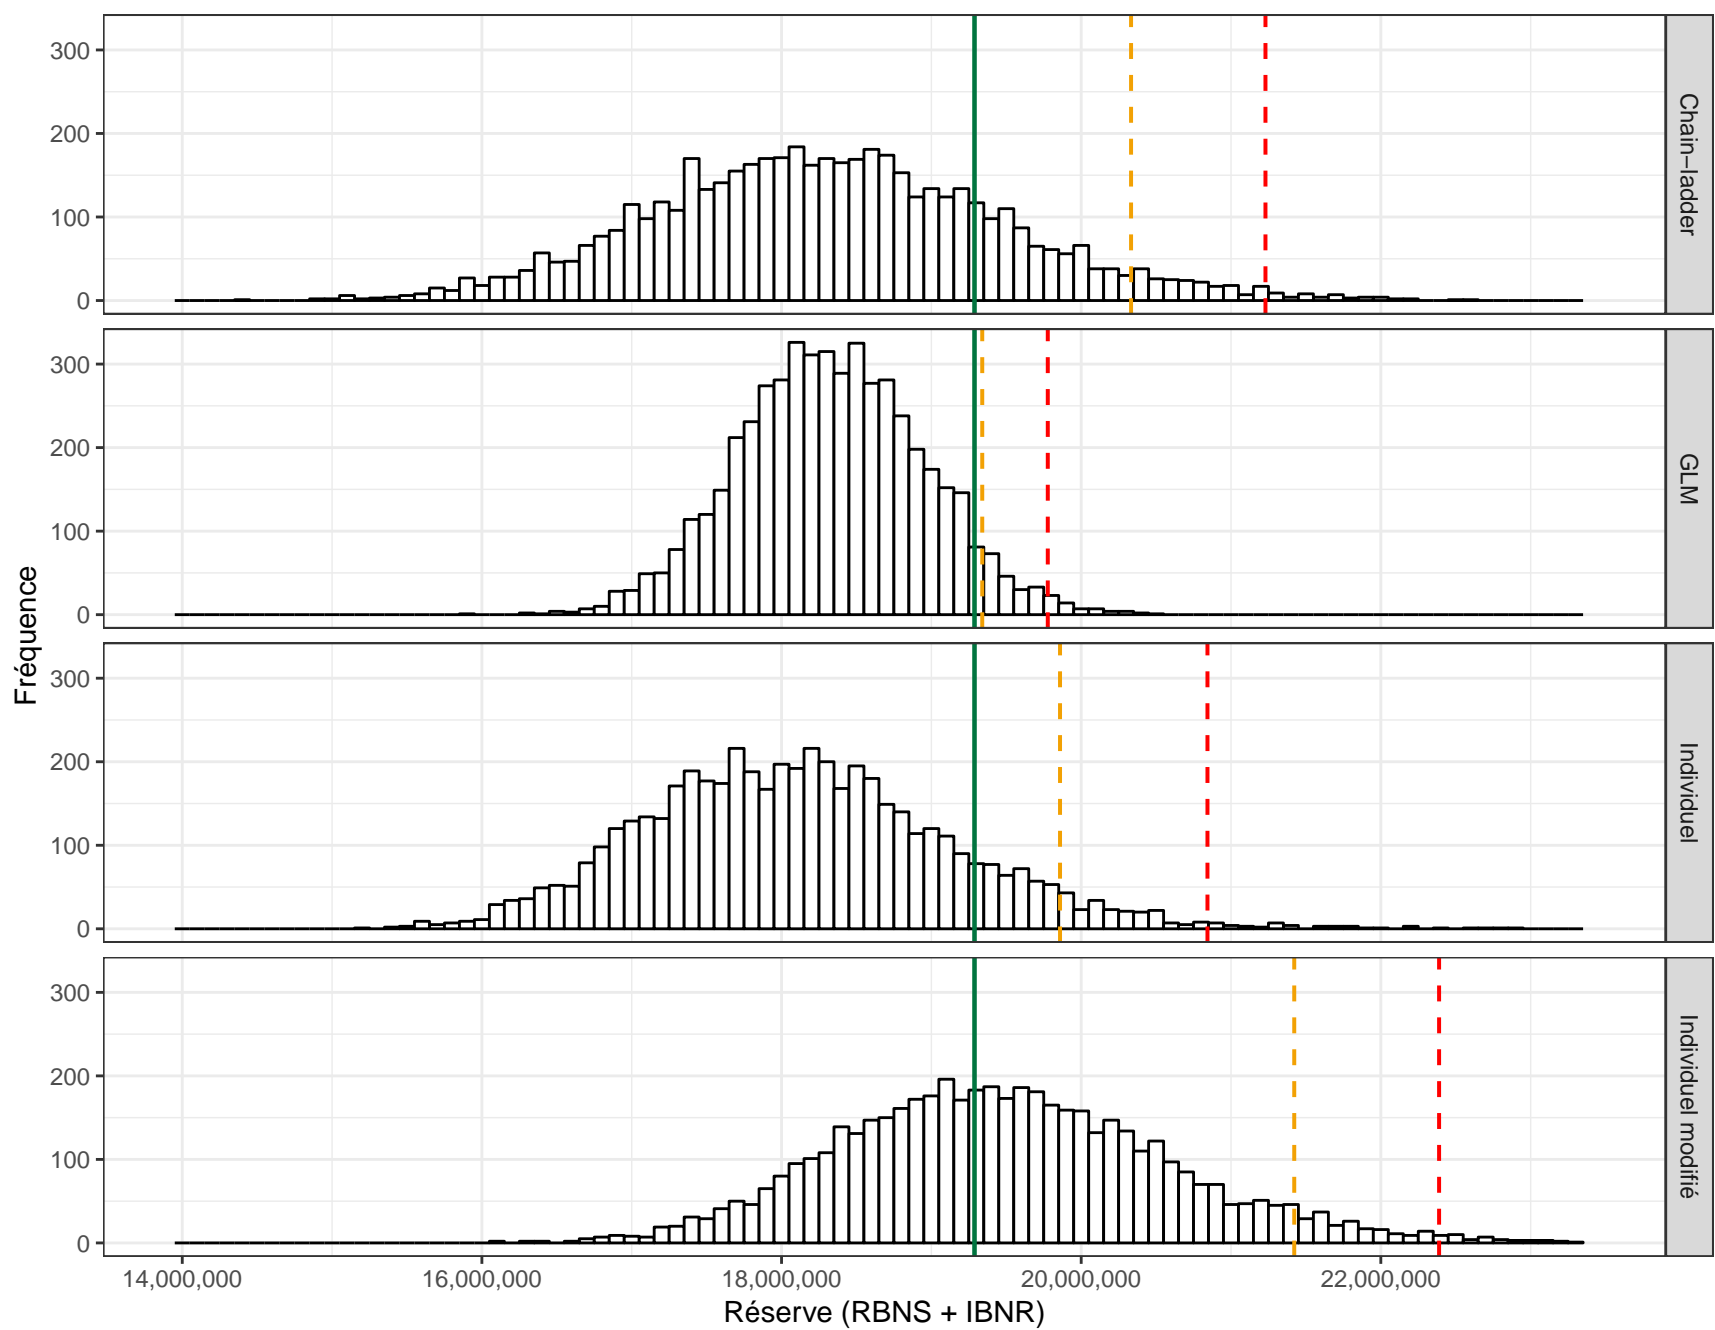 Fréquence
300
200
100
0
Chain−ladder
300
200
100
0
GLM
300
200
100
0
Individuel
300
200
100
0
Individuel modifié
14,000,000 16,000,000 18,000,000 20,000,000 22,000,000
Réserve (RBNS + IBNR)